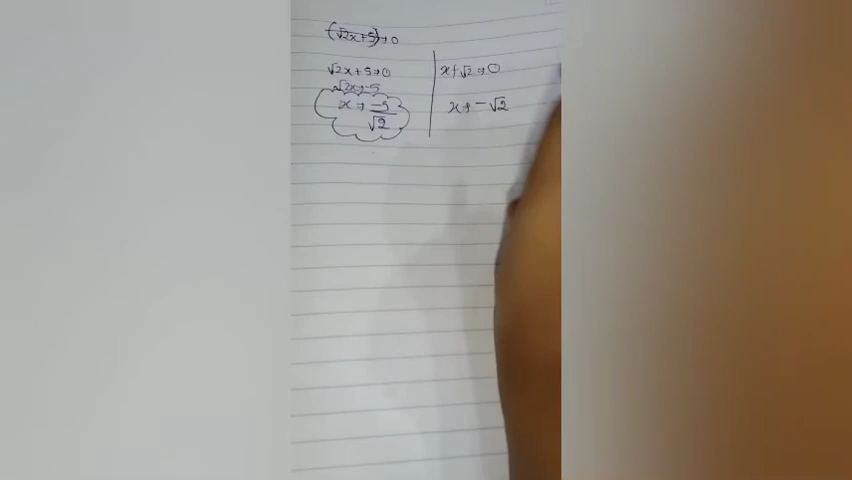 (√2x+5)→0
√2x+5→0
√2x→-5
x → -5/√2
x+√2→0
x→-√2